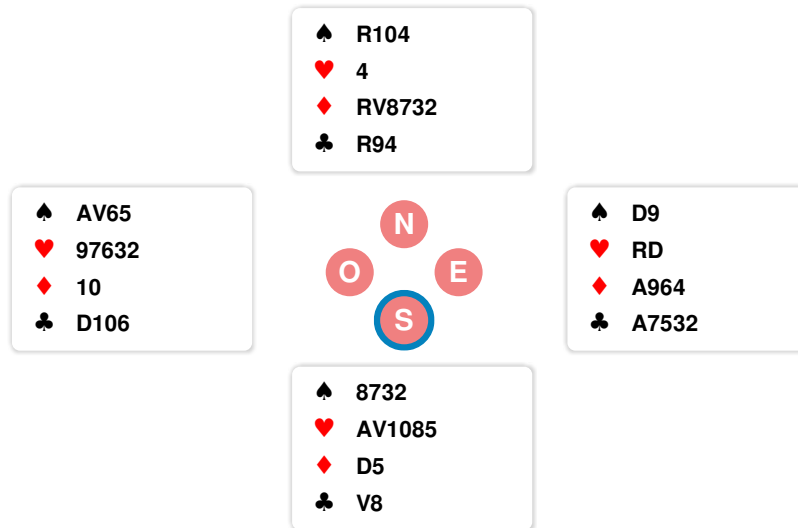 ♠ R104
♥ 4
♦ RV8732
♣ R94
♠ AV65
♥ 97632
♦ 10
♣ D106
N
O E
S
♠ D9
♥ RD
♦ A964
♣ A7532
♠ 8732
♥ AV1085
♦ D5
♣ V8